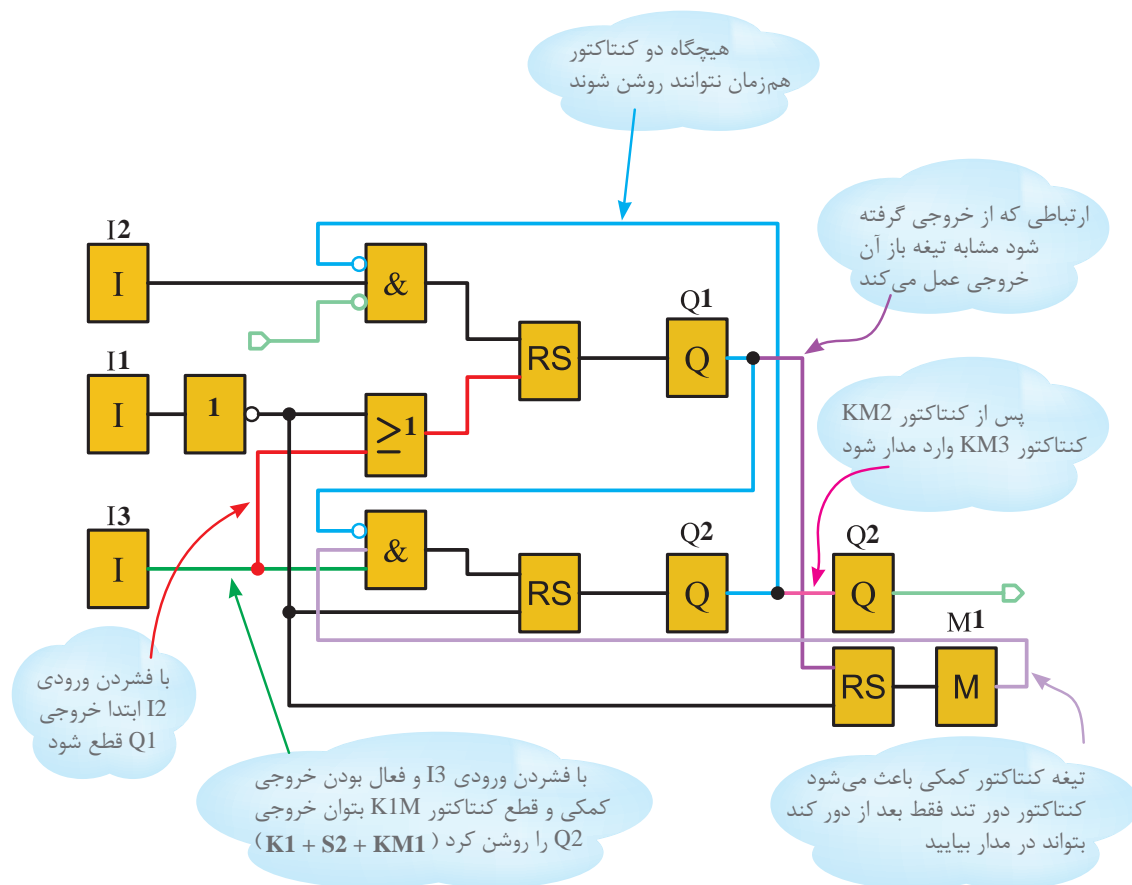 هیچگاه دو کنتاکتور
هم‌زمان نتوانند روشن شوند
ارتباطی که از خروجی گرفته
شود مشابه تیغه باز آن
خروجی عمل می‌کند
I2
I
&
Q1
RS
Q
I1
I
1
≥1
پس از کنتاکتور KM2
کنتاکتور KM3 وارد مدار شود
I3
I
&
RS
Q2
Q
Q2
Q
M1
RS
M
با فشردن ورودی
I2 ابتدا خروجی
Q1 قطع شود
با فشردن ورودی I3 و فعال بودن خروجی
کمکی و قطع کنتاکتور K1M بتوان خروجی
Q2 را روشن کرد (K1 + S2 + KM1)
تیغه کنتاکتور کمکی باعث می‌شود
کنتاکتور دور تند فقط بعد از دور کند
بتواند در مدار بیایید